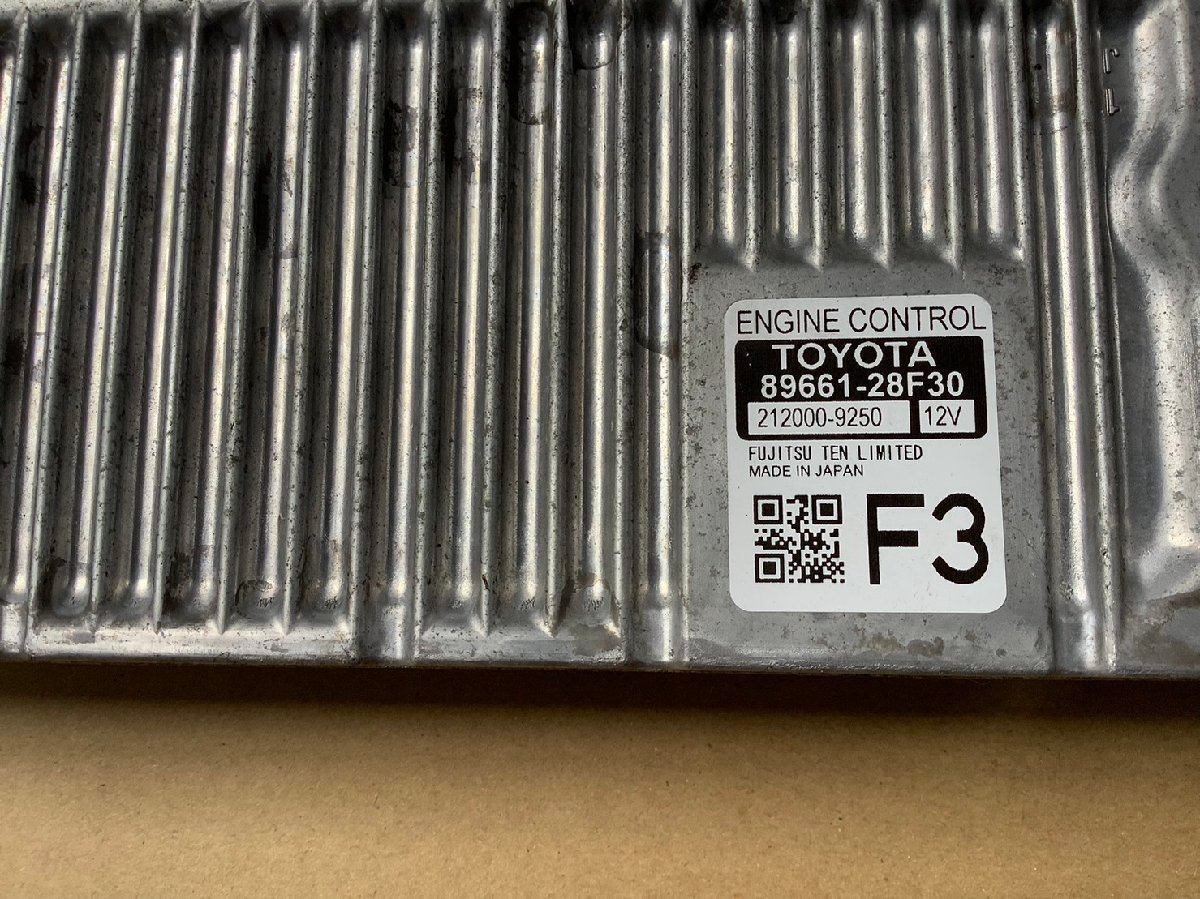 ENGINE CONTROL
TOYOTA
89661-28F30
212000-9250 12V
FUJITSU TEN LIMITED
MADE IN JAPAN
F3